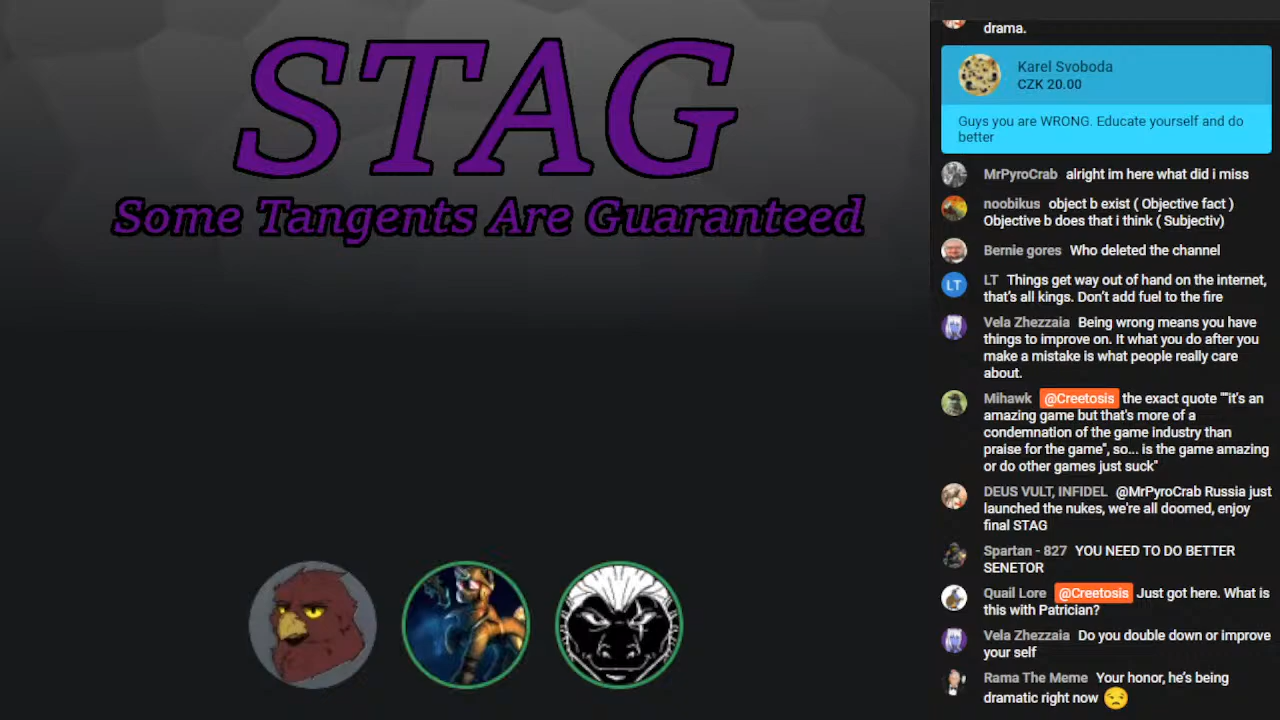 STAG
Some Tangents Are Guaranteed
drama.
Karel Svoboda
CZK 20.00
Guys you are WRONG. Educate yourself and do
better
MrPyroCrab alright im here what did i miss
noobikus object b exist ( Objective fact )
Objective b does that i think ( Subjectiv)
Bernie gores Who deleted the channel
LT LT Things get way out of hand on the internet,
that's all kings. Don't add fuel to the fire
Vela Zhezzaia Being wrong means you have
things to improve on. It what you do after you
make a mistake is what people really care
about.
Mihawk @Creetosis the exact quote ""it's an
amazing game but that's more of a
condemnation of the game industry than
praise for the game", so... is the game amazing
or do other games just suck"
DEUS VULT, INFIDEL @MrPyroCrab Russia just
launched the nukes, we're all doomed, enjoy
final STAG
Spartan - 827 YOU NEED TO DO BETTER
SENETOR
Quail Lore @Creetosis Just got here. What is
this with Patrician?
Vela Zhezzaia Do you double down or improve
your self
Rama The Meme Your honor, he's being
dramatic right now 😒